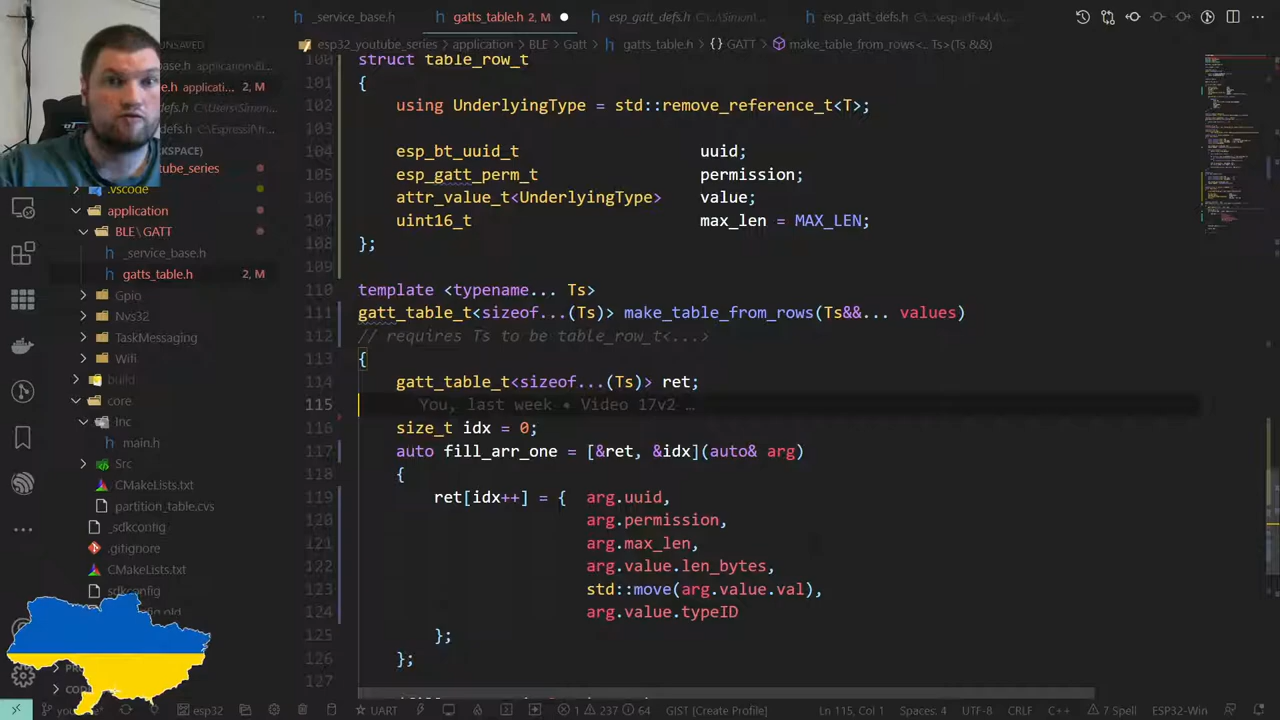 _service_base.h
gatts_table.h 2, M
esp_gatt_defs.h
esp_gatt_defs.h C:\...\esp-idf-v4.4\...
esp32_youtube_series > application > BLE > Gatt > gatts_table.h > {} GATT > make_table_from_rows<... Ts>(Ts &&)
UNSAVED
application
BLE\GATT
_service_base.h
gatts_table.h 2, M
Gpio
Nvs32
TaskMessaging
Wifi
build
core
Inc
main.h
Src
CMakeLists.txt
partition_table.cvs
_sdkconfig
.gitignore
CMakeLists.txt
sdkconfig
100 struct table_row_t
101 {
102 using UnderlyingType = std::remove_reference_t<T>;
103
104 esp_bt_uuid_t uuid;
105 esp_gatt_perm_t permission;
106 attr_value_t<UnderlyingType> value;
107 uint16_t max_len = MAX_LEN;
108 };
109
110 template <typename... Ts>
111 gatt_table_t<sizeof...(Ts)> make_table_from_rows(Ts&&... values)
112 // requires Ts to be table_row_t<...>
113 {
114 gatt_table_t<sizeof...(Ts)> ret;
115 You, last week • Video 17v2 …
116 size_t idx = 0;
117 auto fill_arr_one = [&ret, &idx](auto& arg)
118 {
119 ret[idx++] = { arg.uuid,
120 arg.permission,
121 arg.max_len,
122 arg.value.len_bytes,
123 std::move(arg.value.val),
124 arg.value.typeID
125 };
126 };
127
esp32
UART
1 237 64
GIST (Create Profile)
Ln 115, Col 1
Spaces: 4
UTF-8
CRLF
C++
7 Spell
ESP32-Win